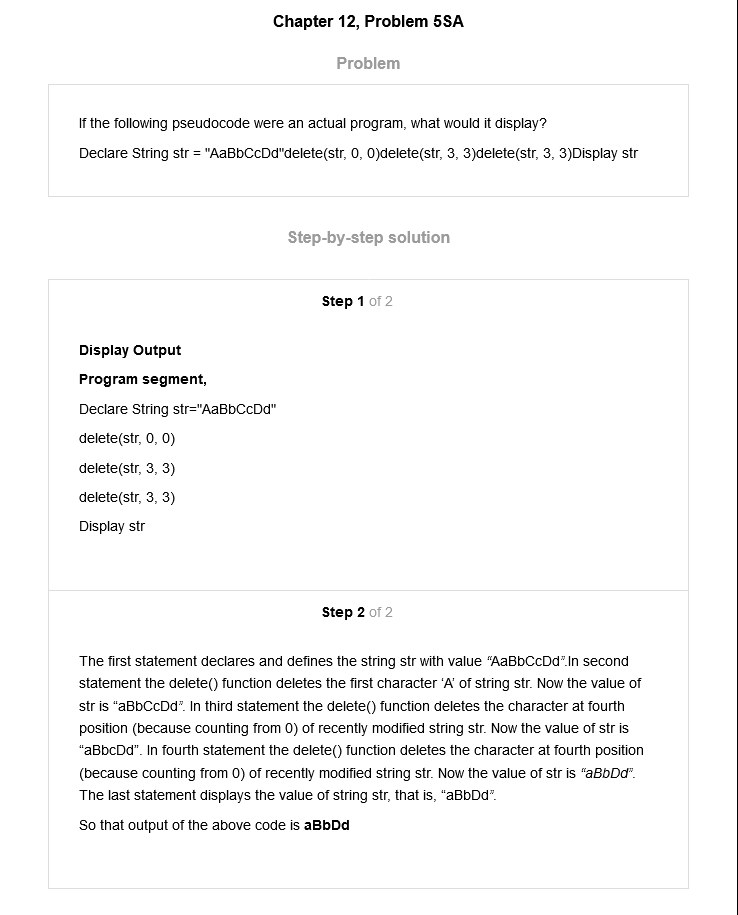 Chapter 12, Problem 5SA
Problem
If the following pseudocode were an actual program, what would it display?
Declare String str = "AaBbCcDd"delete(str, 0, 0)delete(str, 3, 3)delete(str, 3, 3)Display str
Step-by-step solution
Step 1 of 2
Display Output
Program segment,
Declare String str="AaBbCcDd"
delete(str, 0, 0)
delete(str, 3, 3)
delete(str, 3, 3)
Display str
Step 2 of 2
The first statement declares and defines the string str with value “AaBbCcDd”.In second
statement the delete() function deletes the first character ‘A’ of string str. Now the value of
str is “aBbCcDd”. In third statement the delete() function deletes the character at fourth
position (because counting from 0) of recently modified string str. Now the value of str is
“aBbcDd”. In fourth statement the delete() function deletes the character at fourth position
(because counting from 0) of recently modified string str. Now the value of str is “aBbDd”.
The last statement displays the value of string str, that is, “aBbDd”.
So that output of the above code is aBbDd